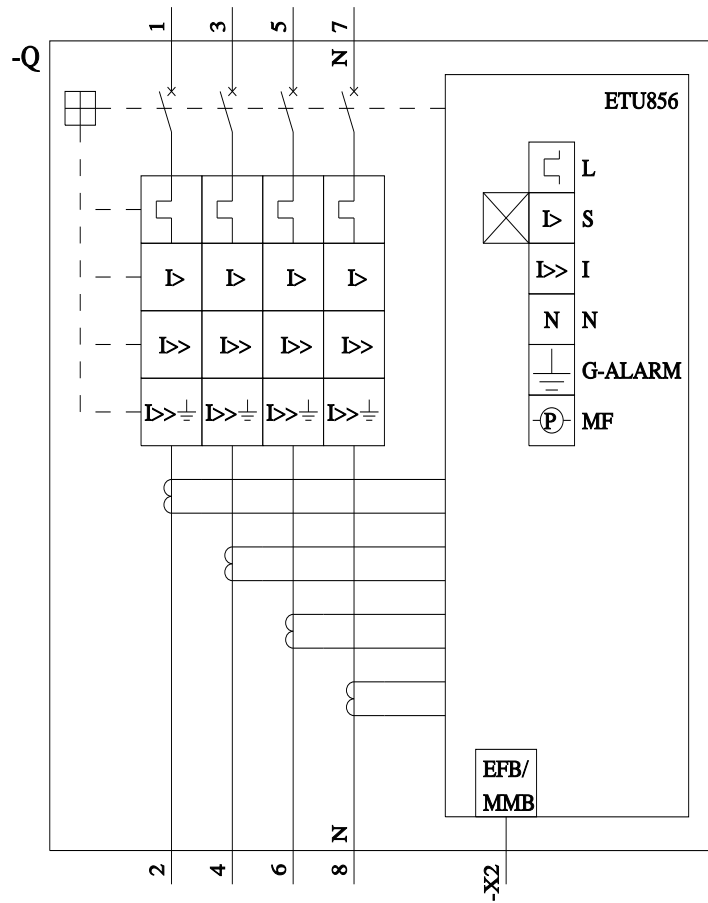 1 3 5 7
N
-Q
ETU856
L
I> S
I> I> I> I>
I>> I
I>> I>> I>> I>>
N N
G-ALARM
I>> I>> I>> I>>
P MF
EFB/
MMB
N
2 4 6 8
-X2